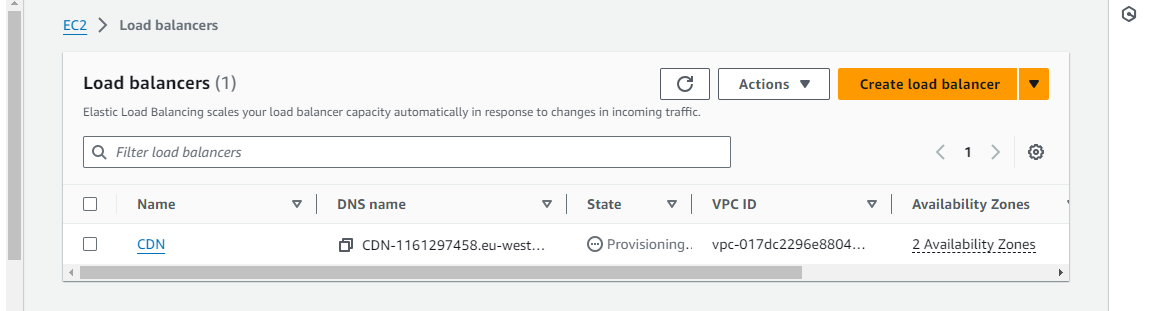 EC2 > Load balancers
Load balancers (1)
Actions
Create load balancer
Elastic Load Balancing scales your load balancer capacity automatically in response to changes in incoming traffic.
Filter load balancers
1
Name DNS name State VPC ID Availability Zones
CDN CDN-1161297458.eu-west... Provisioning.. vpc-017dc2296e8804... 2 Availability Zones